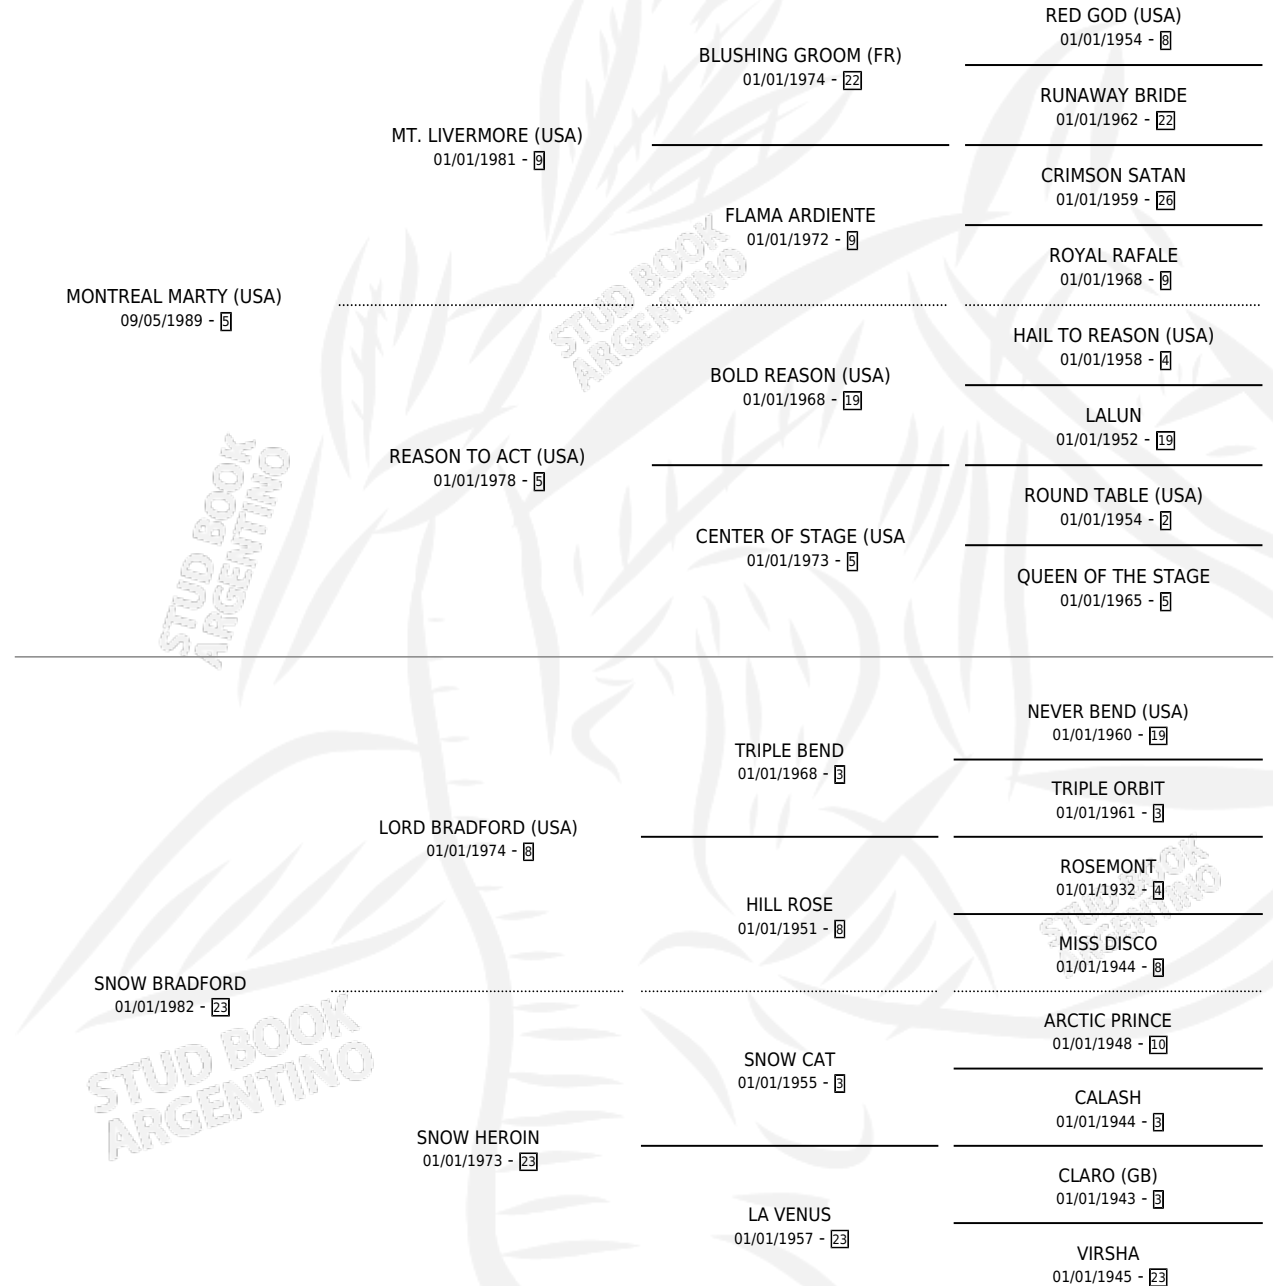 RED GOD (USA)
01/01/1954 - 8
BLUSHING GROOM (FR)
01/01/1974 - 22
RUNAWAY BRIDE
01/01/1962 - 22
MT. LIVERMORE (USA)
01/01/1981 - 9
CRIMSON SATAN
01/01/1959 - 26
FLAMA ARDIENTE
01/01/1972 - 9
ROYAL RAFALE
01/01/1968 - 9
MONTREAL MARTY (USA)
09/05/1989 - 5
STUD BOOK
ARGENTINO
HAIL TO REASON (USA)
01/01/1958 - 4
BOLD REASON (USA)
01/01/1968 - 19
LALUN
01/01/1952 - 19
REASON TO ACT (USA)
01/01/1978 - 5
ROUND TABLE (USA)
01/01/1954 - 2
CENTER OF STAGE (USA
01/01/1973 - 5
QUEEN OF THE STAGE
01/01/1965 - 5
STUD BOOK
ARGENTINO
NEVER BEND (USA)
01/01/1960 - 19
TRIPLE BEND
01/01/1968 - 3
TRIPLE ORBIT
01/01/1961 - 3
LORD BRADFORD (USA)
01/01/1974 - 8
ROSEMONT
01/01/1932 - 4
HILL ROSE
01/01/1951 - 8
STUD BOOK
ARGENTINO
MISS DISCO
01/01/1944 - 8
SNOW BRADFORD
01/01/1982 - 23
ARCTIC PRINCE
01/01/1948 - 10
SNOW CAT
01/01/1955 - 3
STUD BOOK
ARGENTINO
CALASH
01/01/1944 - 3
SNOW HEROIN
01/01/1973 - 23
CLARO (GB)
01/01/1943 - 3
LA VENUS
01/01/1957 - 23
VIRSHA
01/01/1945 - 23